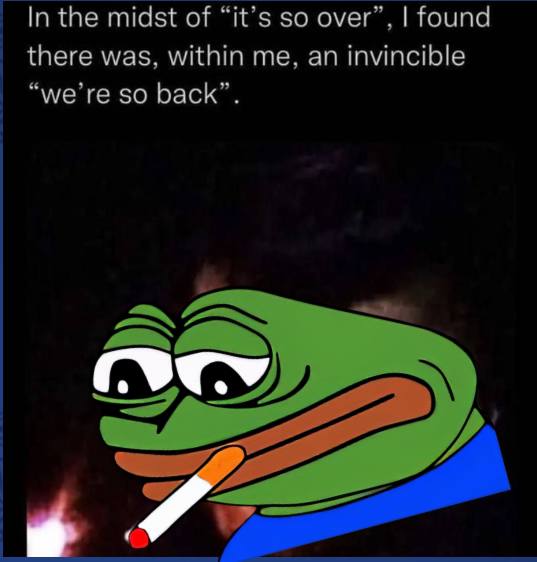 In the midst of “it’s so over”, I found
there was, within me, an invincible
“we’re so back”.